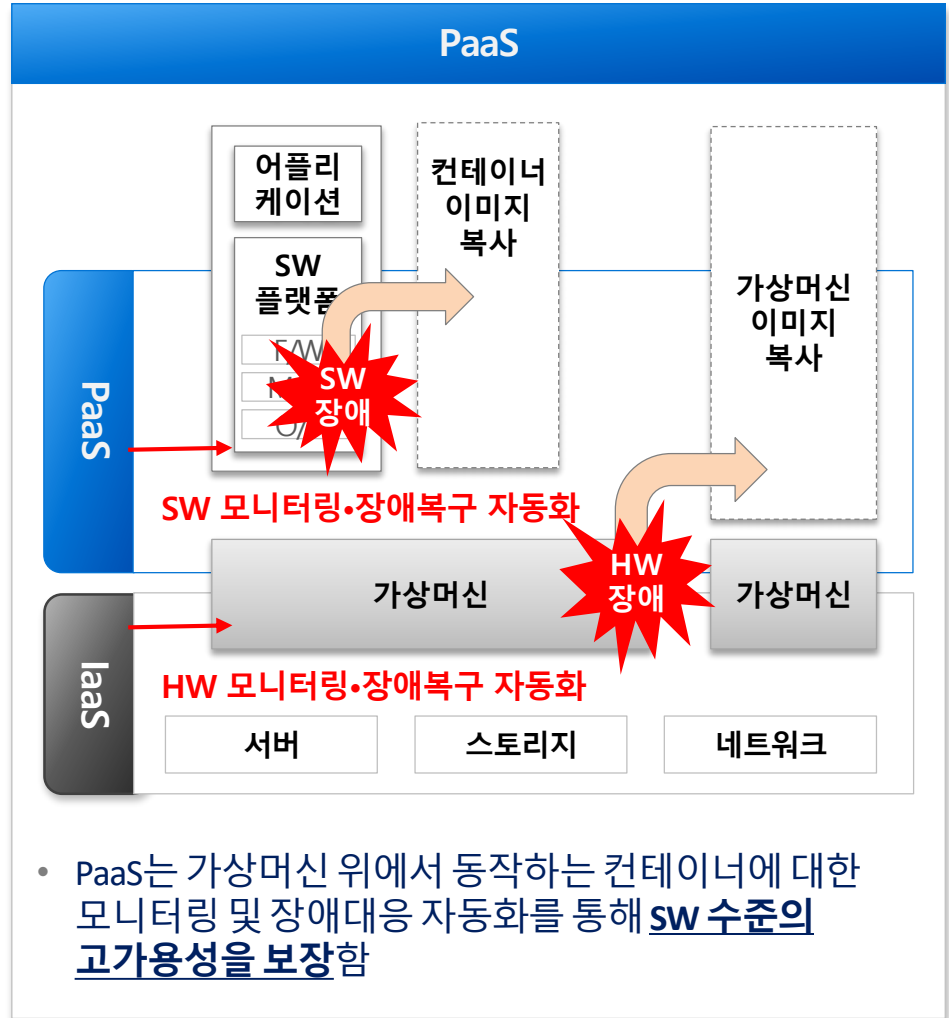 PaaS
어플리
케이션
SW
플랫폼
F/W
SW
장애
컨테이너
이미지
복사
가상머신
이미지
복사
PaaS
SW 모니터링•장애복구 자동화
가상머신
HW
장애
가상머신
IaaS
HW 모니터링•장애복구 자동화
서버
스토리지
네트워크
• PaaS는 가상머신 위에서 동작하는 컨테이너에 대한
모니터링 및 장애대응 자동화를 통해 SW 수준의
고가용성을 보장함